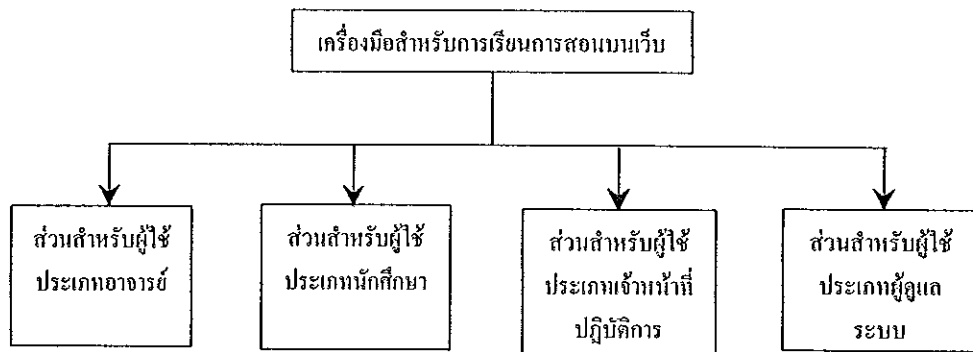 เครื่องมือสำหรับการเรียนการสอนบนเว็บ
ส่วนสำหรับผู้ใช้
ประเภทอาจารย์
ส่วนสำหรับผู้ใช้
ประเภทนักศึกษา
ส่วนสำหรับผู้ใช้
ประเภทเจ้าหน้าที่
ปฏิบัติการ
ส่วนสำหรับผู้ใช้
ประเภทผู้ดูแล
ระบบ